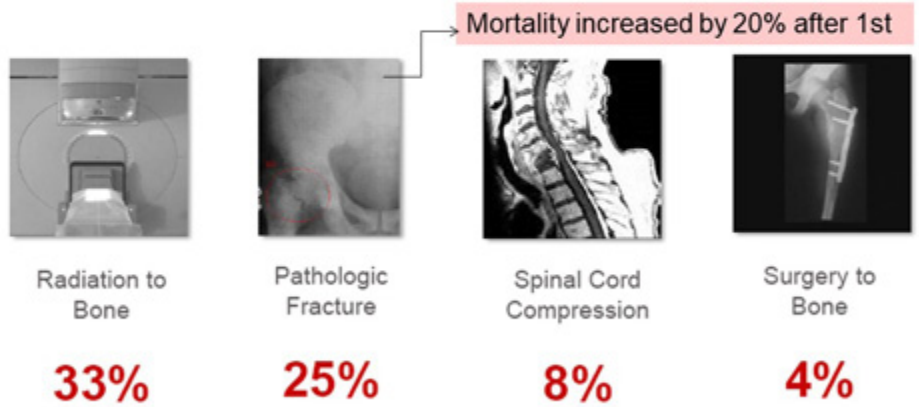 Mortality increased by 20% after 1st
Radiation to
Bone
Pathologic
Fracture
Spinal Cord
Compression
Surgery to
Bone
33%
25%
8%
4%